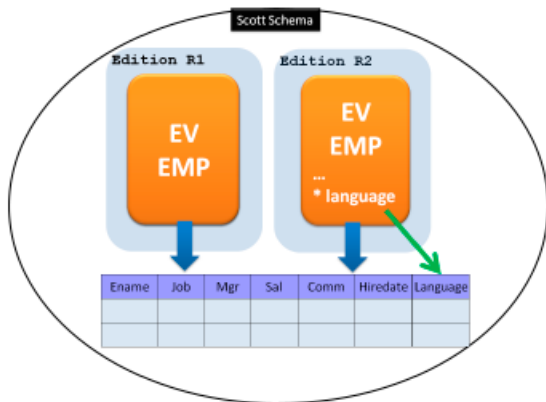 Scott Schema
Edition R1
Edition R2
EV
EMP
EV
EMP
...
* language
Ename Job Mgr Sal Comm Hiredate Language